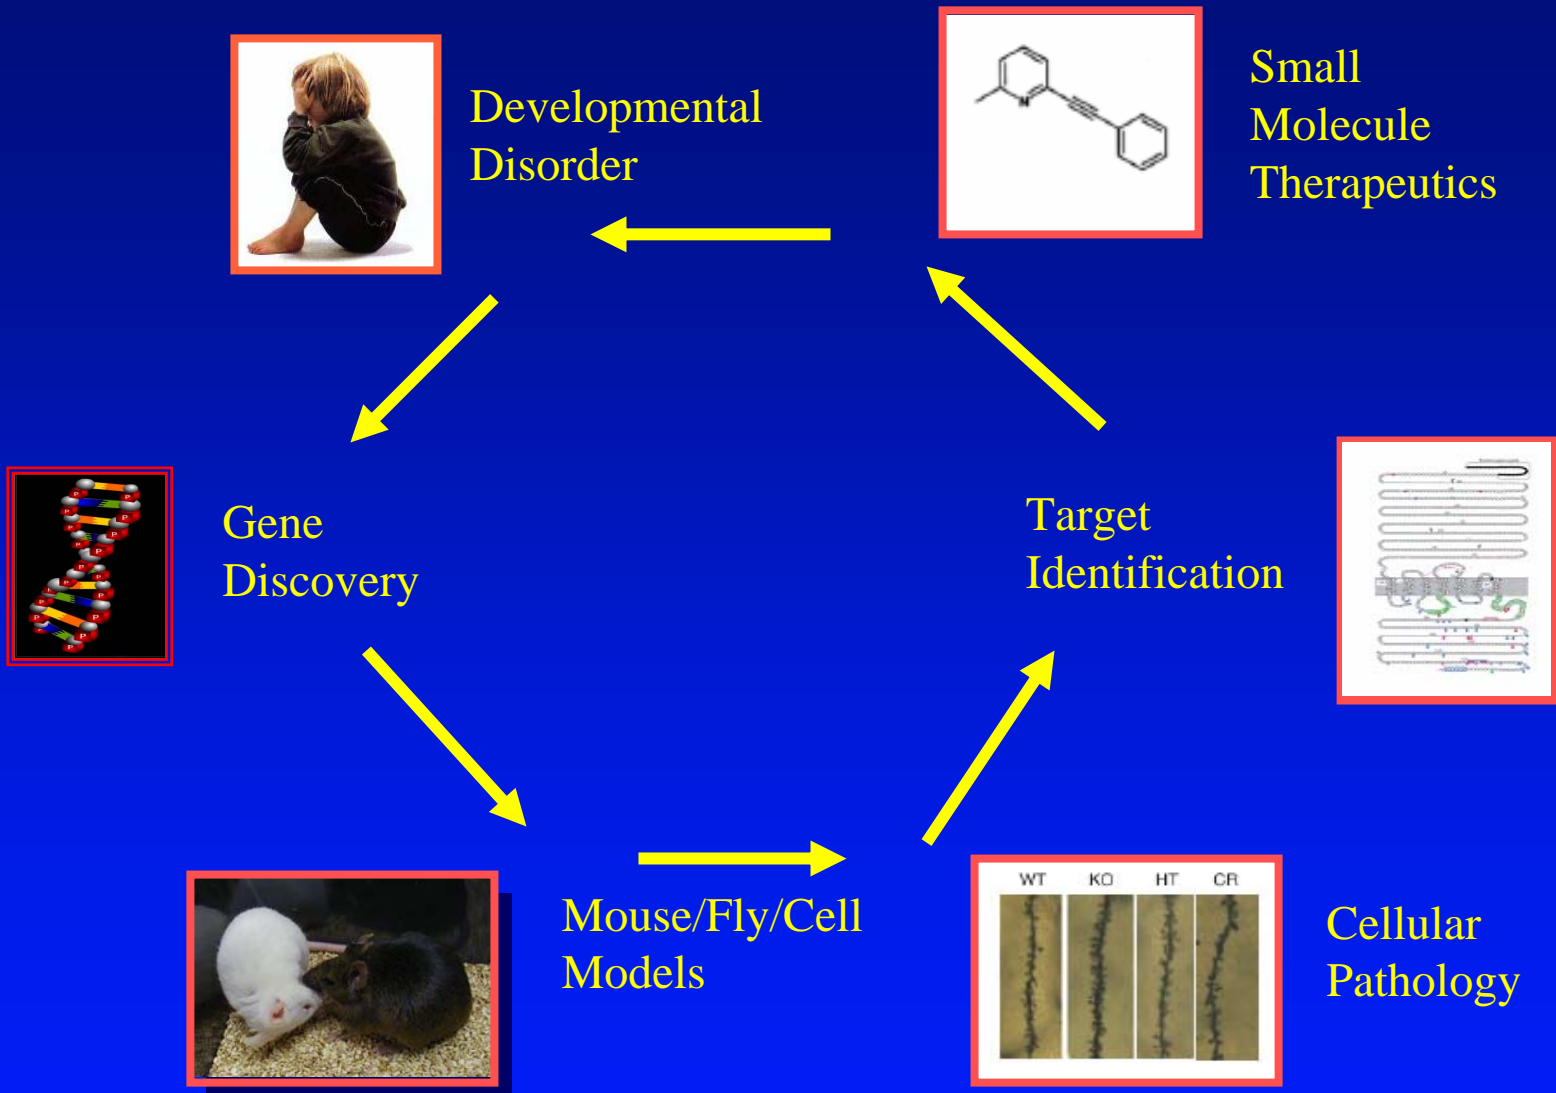 Developmental
Disorder
Small
Molecule
Therapeutics
N
Gene
Discovery
P
P
P
P
P
P
P
P
P
P
P
P
P
Target
Identification
Mouse/Fly/Cell
Models
WT KO HT CR
Cellular
Pathology